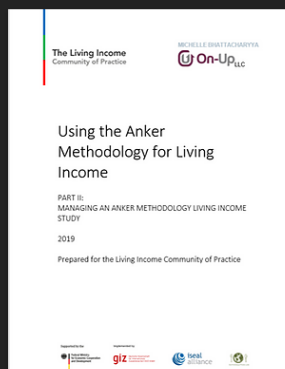 The Living Income
Community of Practice
MICHELLE BHATTACHARYYA
On-Up LLC
Using the Anker
Methodology for Living
Income
PART II:
MANAGING AN ANKER METHODOLOGY LIVING INCOME
STUDY
2019
Prepared for the Living Income Community of Practice
giz
iseal
alliance